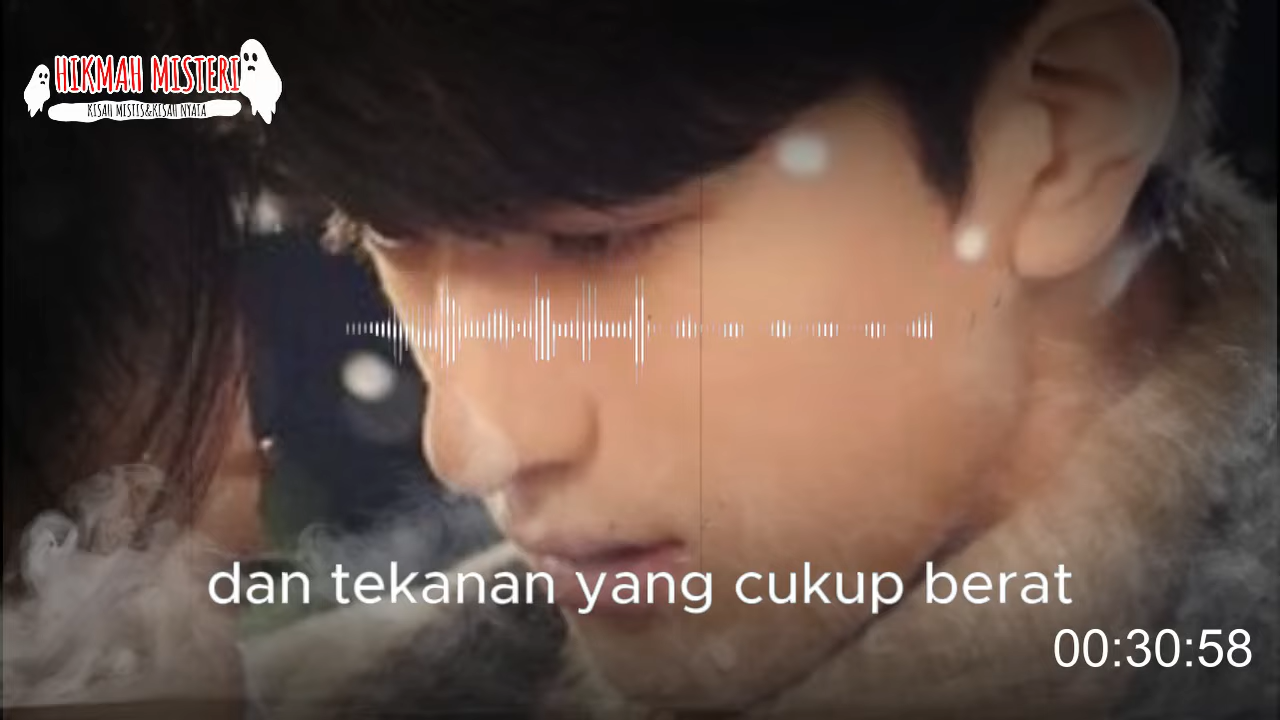 HIKMAH MISTERI
KISAH MISTIS&KISAH NYATA
dan tekanan yang cukup berat
00:30:58